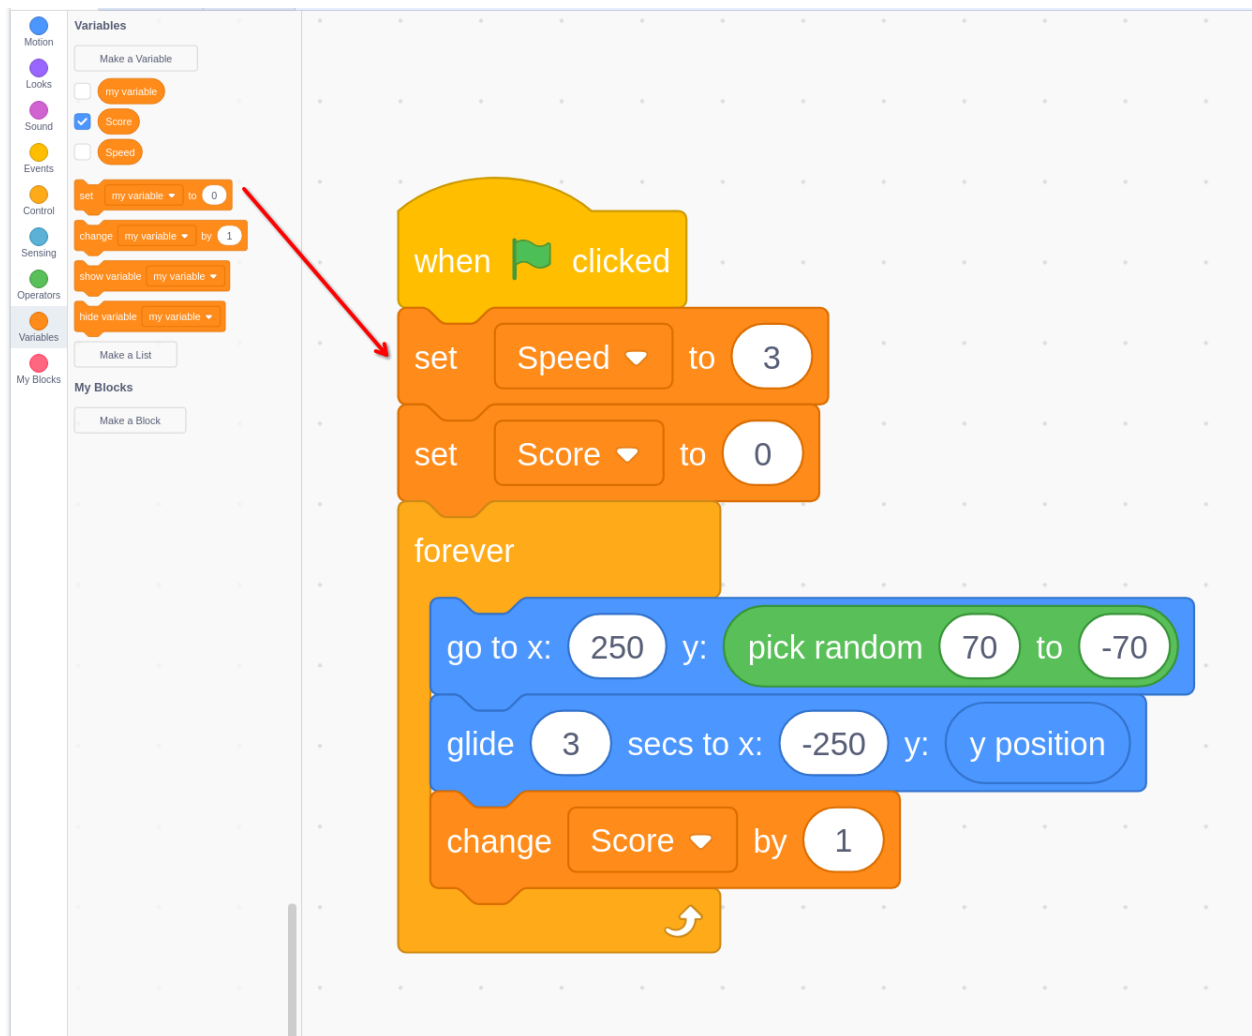 Motion
Looks
Sound
Events
Control
Sensing
Operators
Variables
My Blocks
Variables
Make a Variable
my variable
Score
Speed
set my variable to 0
change my variable by 1
show variable my variable
hide variable my variable
Make a List
My Blocks
Make a Block
when clicked
set Speed to 3
set Score to 0
forever
go to x: 250 y: pick random 70 to -70
glide 3 secs to x: -250 y: y position
change Score by 1